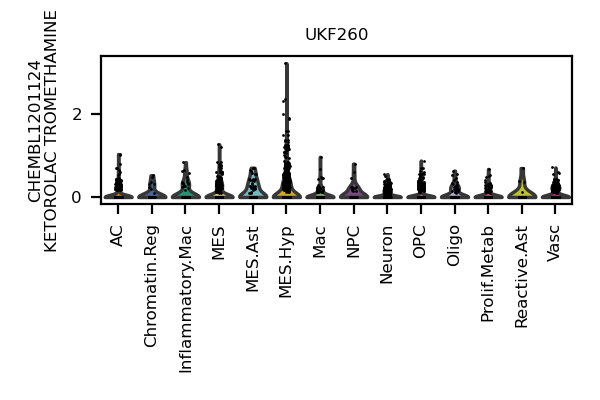 UKF260
CHEMBL1201124
KETOROLAC TROMETHAMINE
2
0
AC
Chromatin.Reg
Inflammatory.Mac
MES
MES.Ast
MES.Hyp
Mac
NPC
Neuron
OPC
Oligo
Prolif.Metab
Reactive.Ast
Vasc